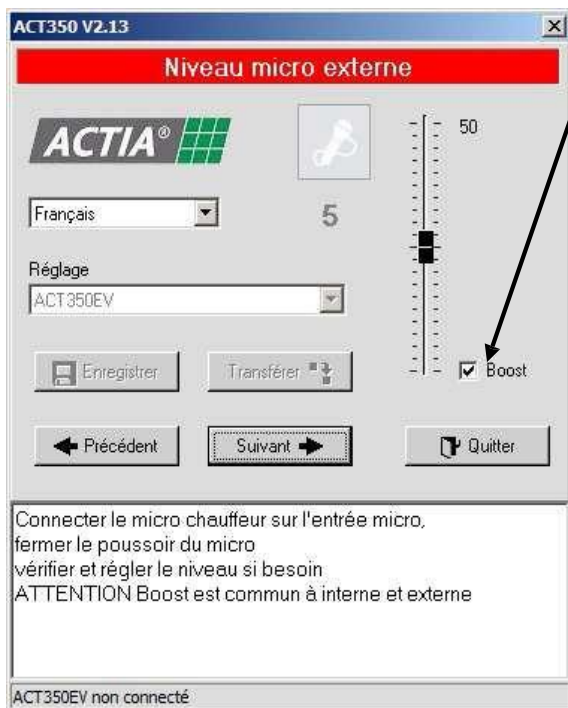 ACT350 V2.13
Niveau micro externe
ACTIA®
50
Français
5
Réglage
ACT350EV
Enregistrer
Transférer
Boost
Précédent
Suivant
Quitter
Connecter le micro chauffeur sur l'entrée micro,
fermer le poussoir du micro
vérifier et régler le niveau si besoin
ATTENTION Boost est commun à interne et externe
ACT350EV non connecté